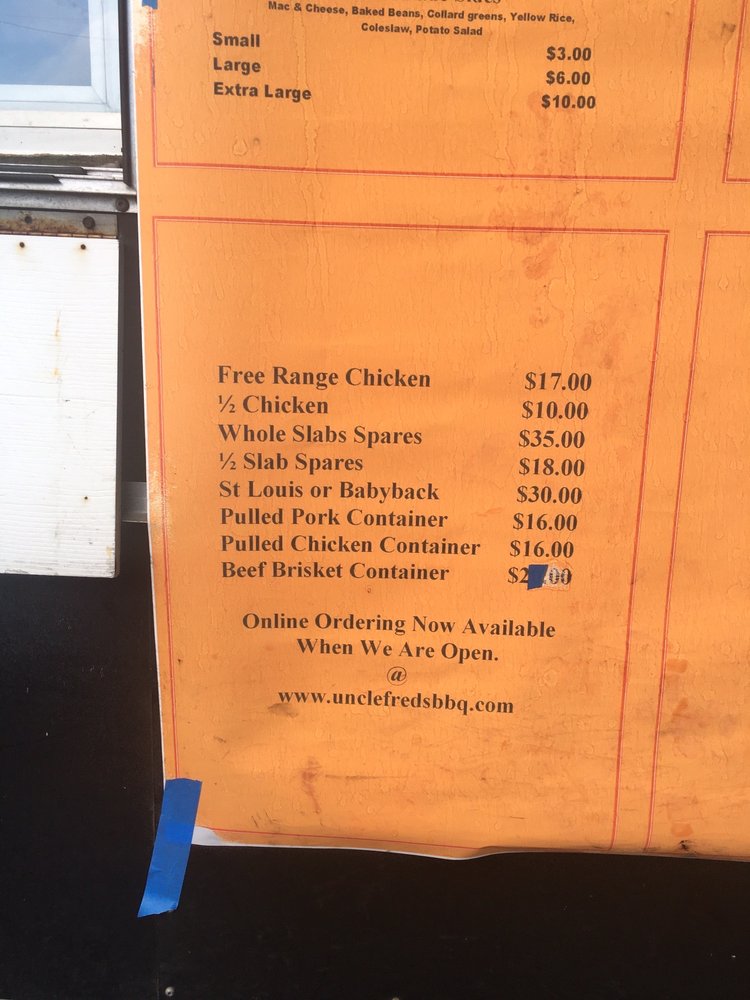 Mac & Cheese, Baked Beans, Collard greens, Yellow Rice,
Coleslaw, Potato Salad
Small $3.00
Large $6.00
Extra Large $10.00
Free Range Chicken $17.00
½ Chicken $10.00
Whole Slabs Spares $35.00
½ Slab Spares $18.00
St Louis or Babyback $30.00
Pulled Pork Container $16.00
Pulled Chicken Container $16.00
Beef Brisket Container
Online Ordering Now Available
When We Are Open.
@
www.unclefredsbbq.com